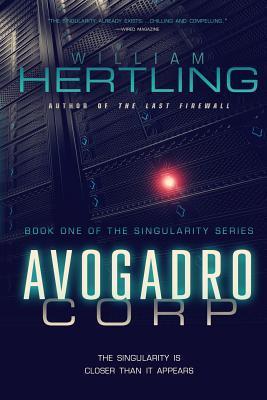 "THE SINGULARITY ALREADY EXISTS...CHILLING AND COMPELLING."
—WIRED MAGAZINE
WILLIAM
HERTLING
AUTHOR OF THE LAST FIREWALL
BOOK ONE OF THE SINGULARITY SERIES
AVOGADRO
CORP
THE SINGULARITY IS
CLOSER THAN IT APPEARS